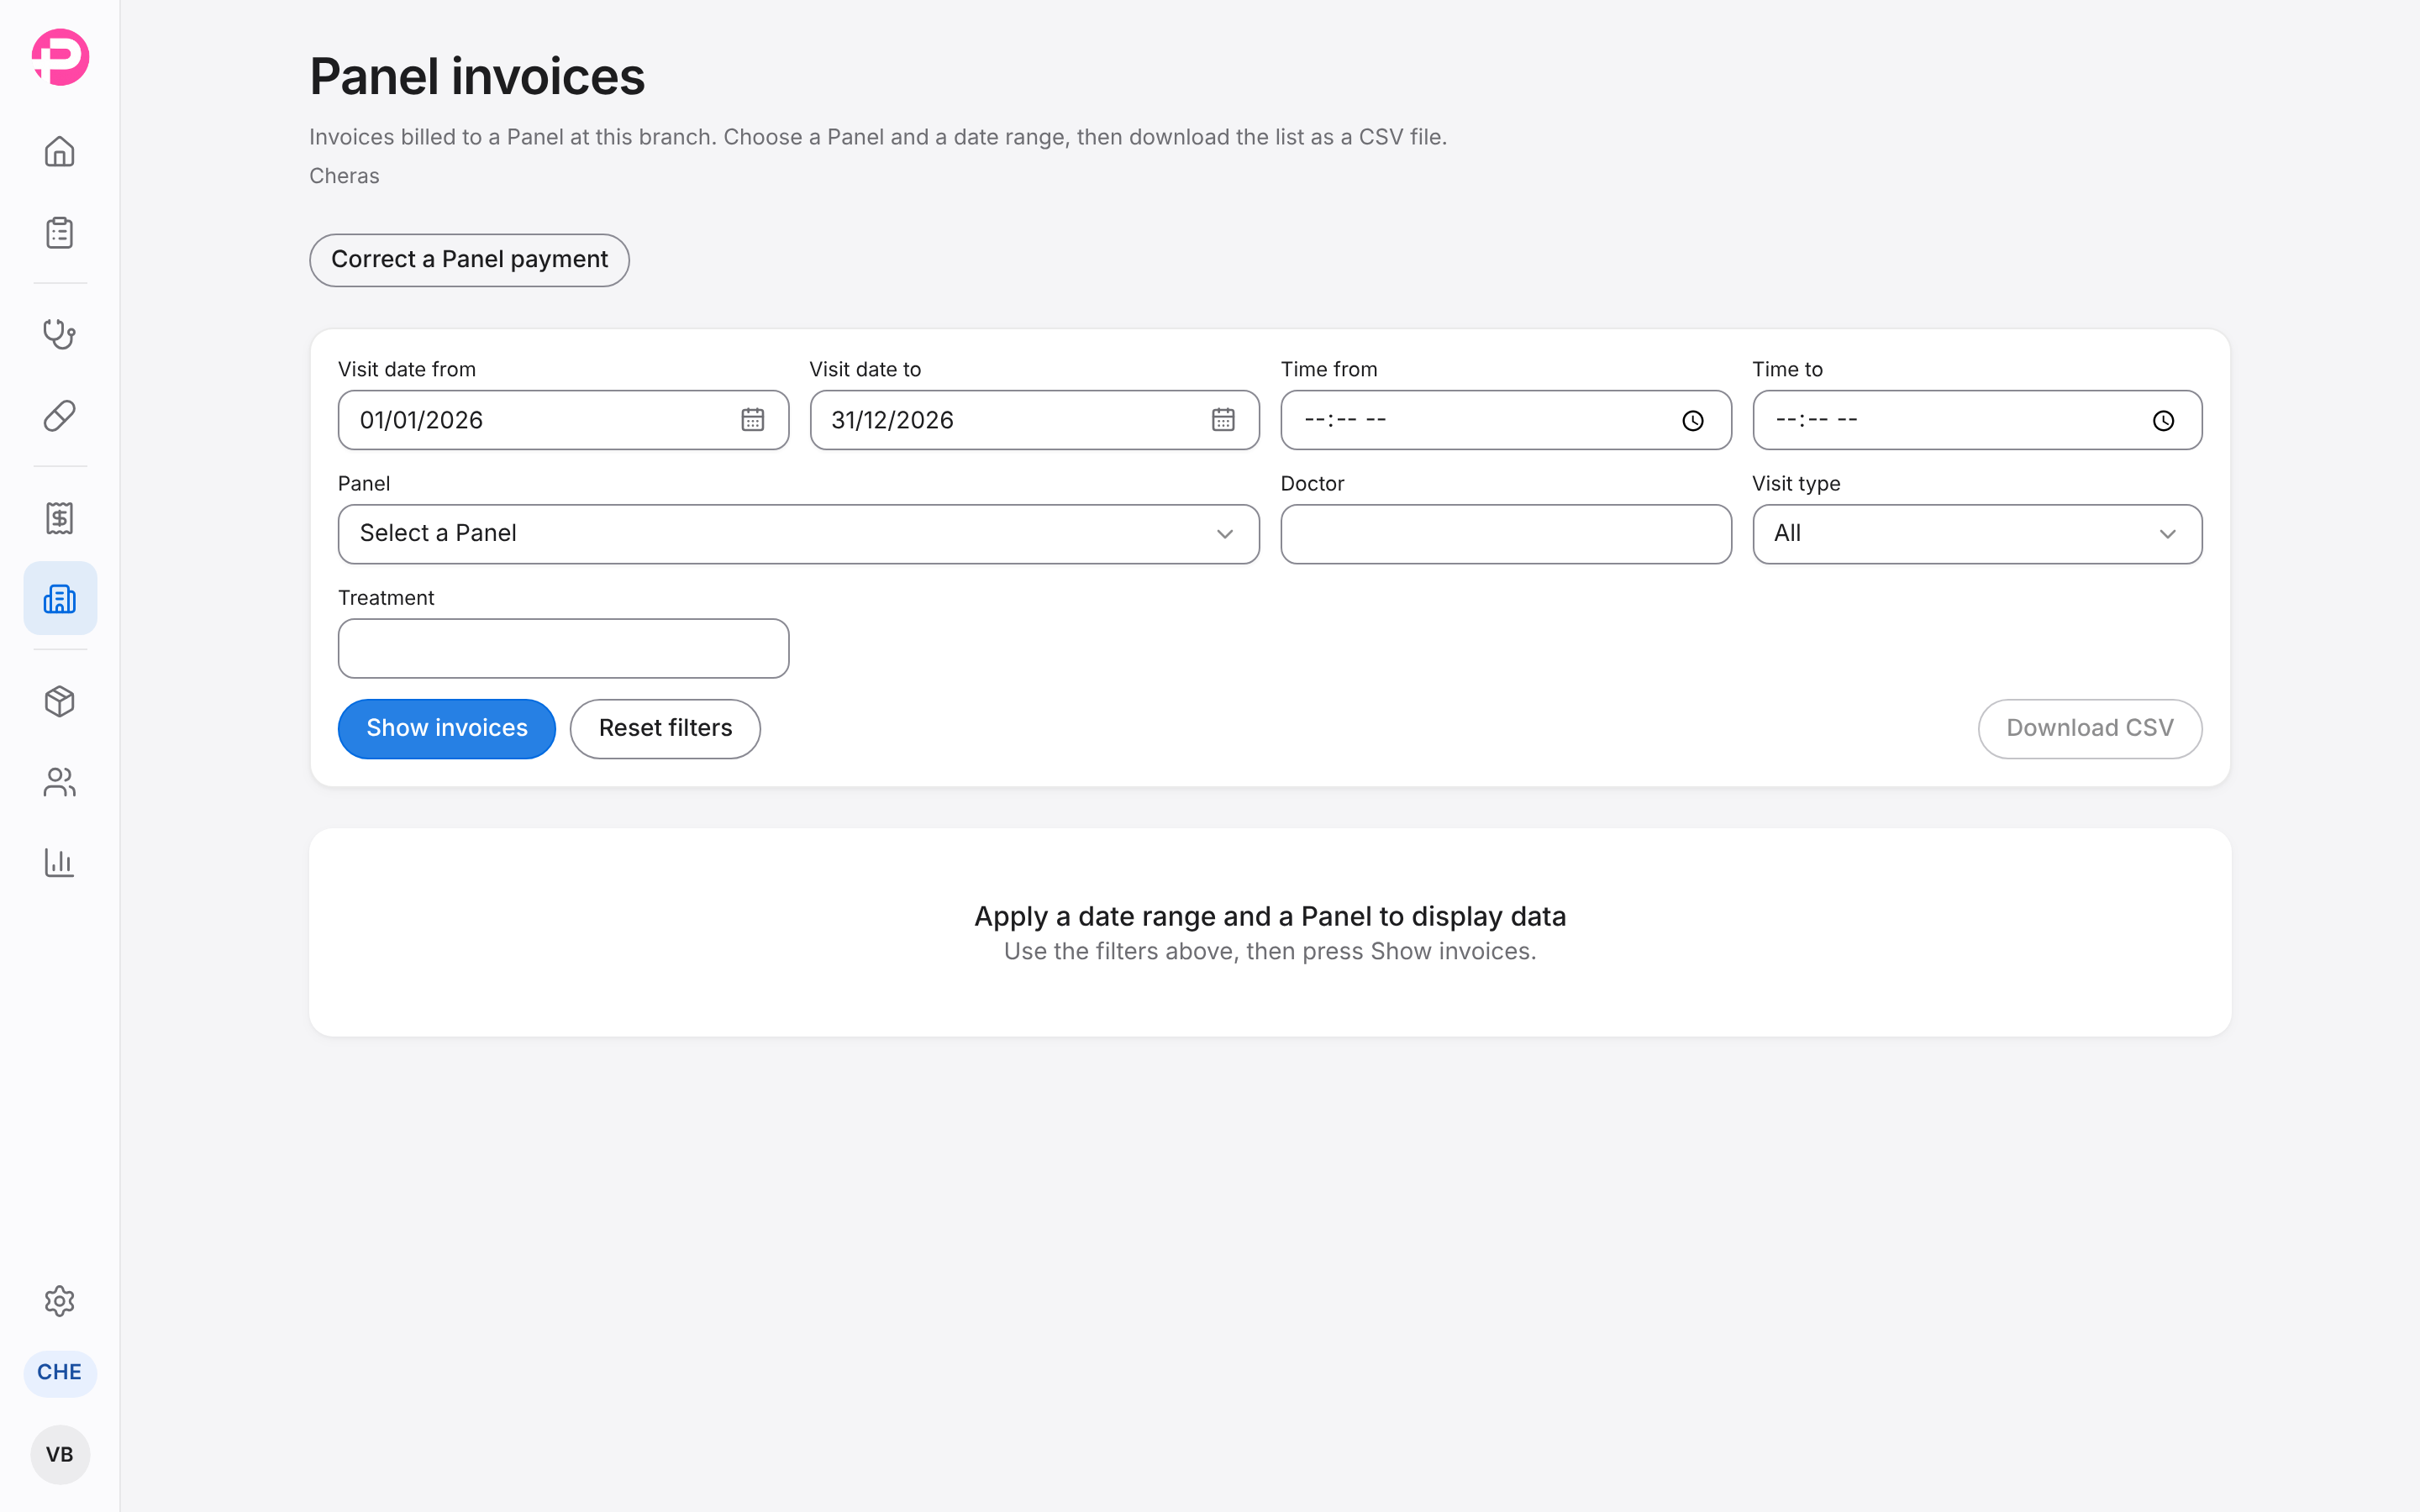 Panel invoices
Invoices billed to a Panel at this branch. Choose a Panel and a date range, then download the list as a CSV file.
Cheras
Correct a Panel payment
Visit date from
Visit date to
Time from
Time to
01/01/2026
31/12/2026
--:-- --
--:-- --
Panel
Doctor
Visit type
Select a Panel
All
Treatment
Show invoices
Reset filters
Download CSV
Apply a date range and a Panel to display data
Use the filters above, then press Show invoices.
CHE
VB